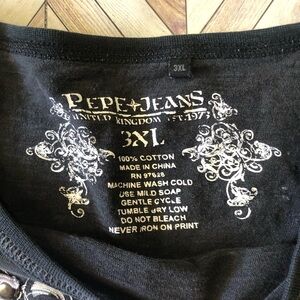 3XL
PEPE JEANS
UNITED KINGDOM EST.1973
3XL
100% COTTON
MADE IN CHINA
RN 97626
MACHINE WASH COLD
USE MILD SOAP
GENTLE CYCLE
TUMBLE DRY LOW
DO NOT BLEACH
NEVER IRON ON PRINT